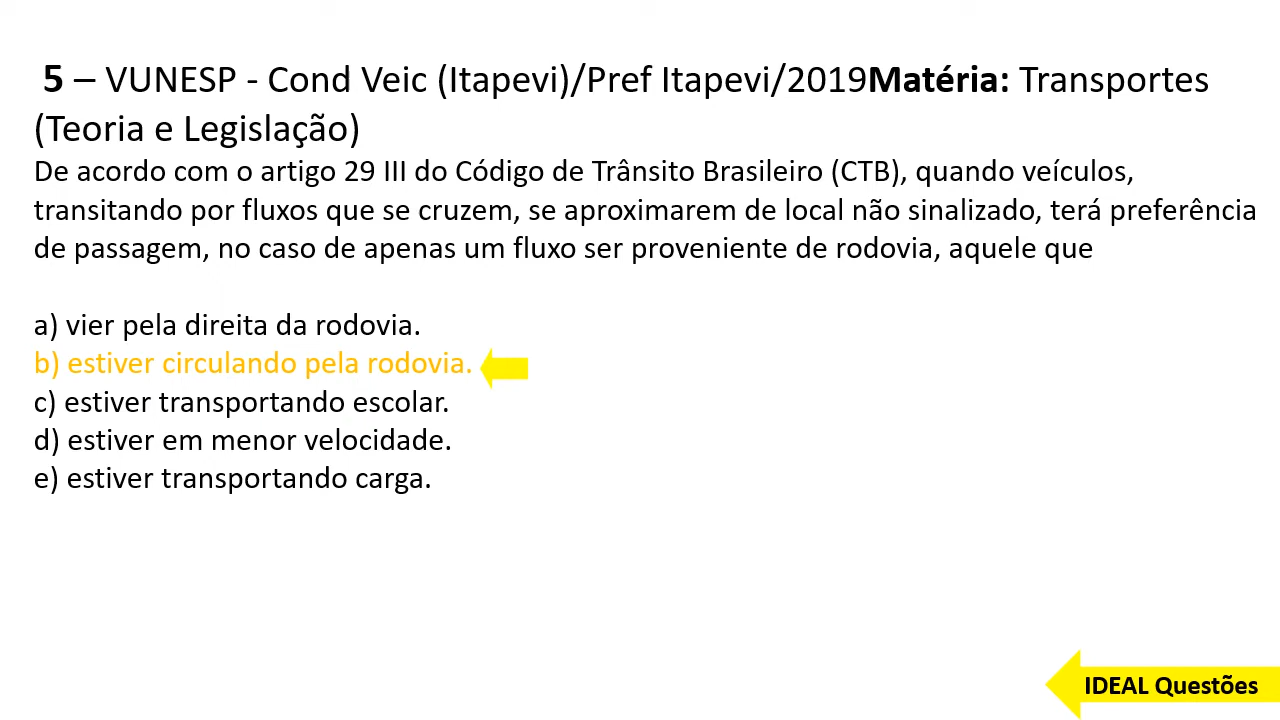 5 – VUNESP - Cond Veic (Itapevi)/Pref Itapevi/2019Matéria: Transportes
(Teoria e Legislação)
De acordo com o artigo 29 III do Código de Trânsito Brasileiro (CTB), quando veículos,
transitando por fluxos que se cruzem, se aproximarem de local não sinalizado, terá preferência
de passagem, no caso de apenas um fluxo ser proveniente de rodovia, aquele que
a) vier pela direita da rodovia.
b) estiver circulando pela rodovia.
c) estiver transportando escolar.
d) estiver em menor velocidade.
e) estiver transportando carga.
IDEAL Questões